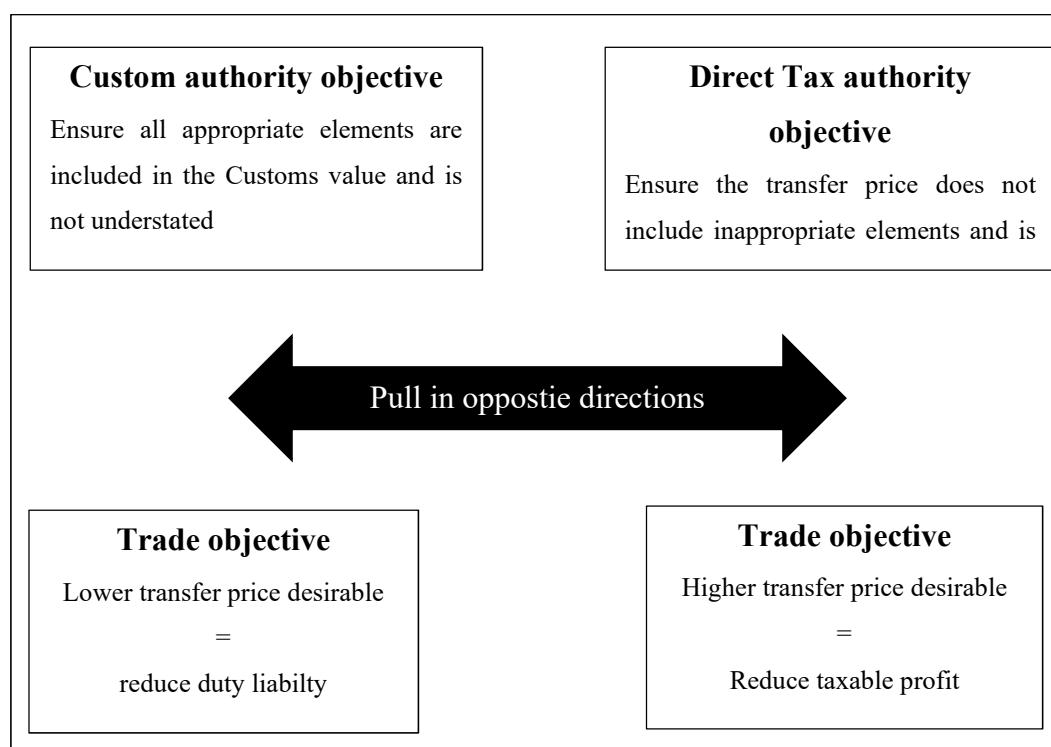 Custom authority objective
Ensure all appropriate elements are
included in the Customs value and is
not understated
Direct Tax authority
objective
Ensure the transfer price does not
include inappropriate elements and is
Pull in oppostie directions
Trade objective
Lower transfer price desirable
=
reduce duty liabilty
Trade objective
Higher transfer price desirable
=
Reduce taxable profit